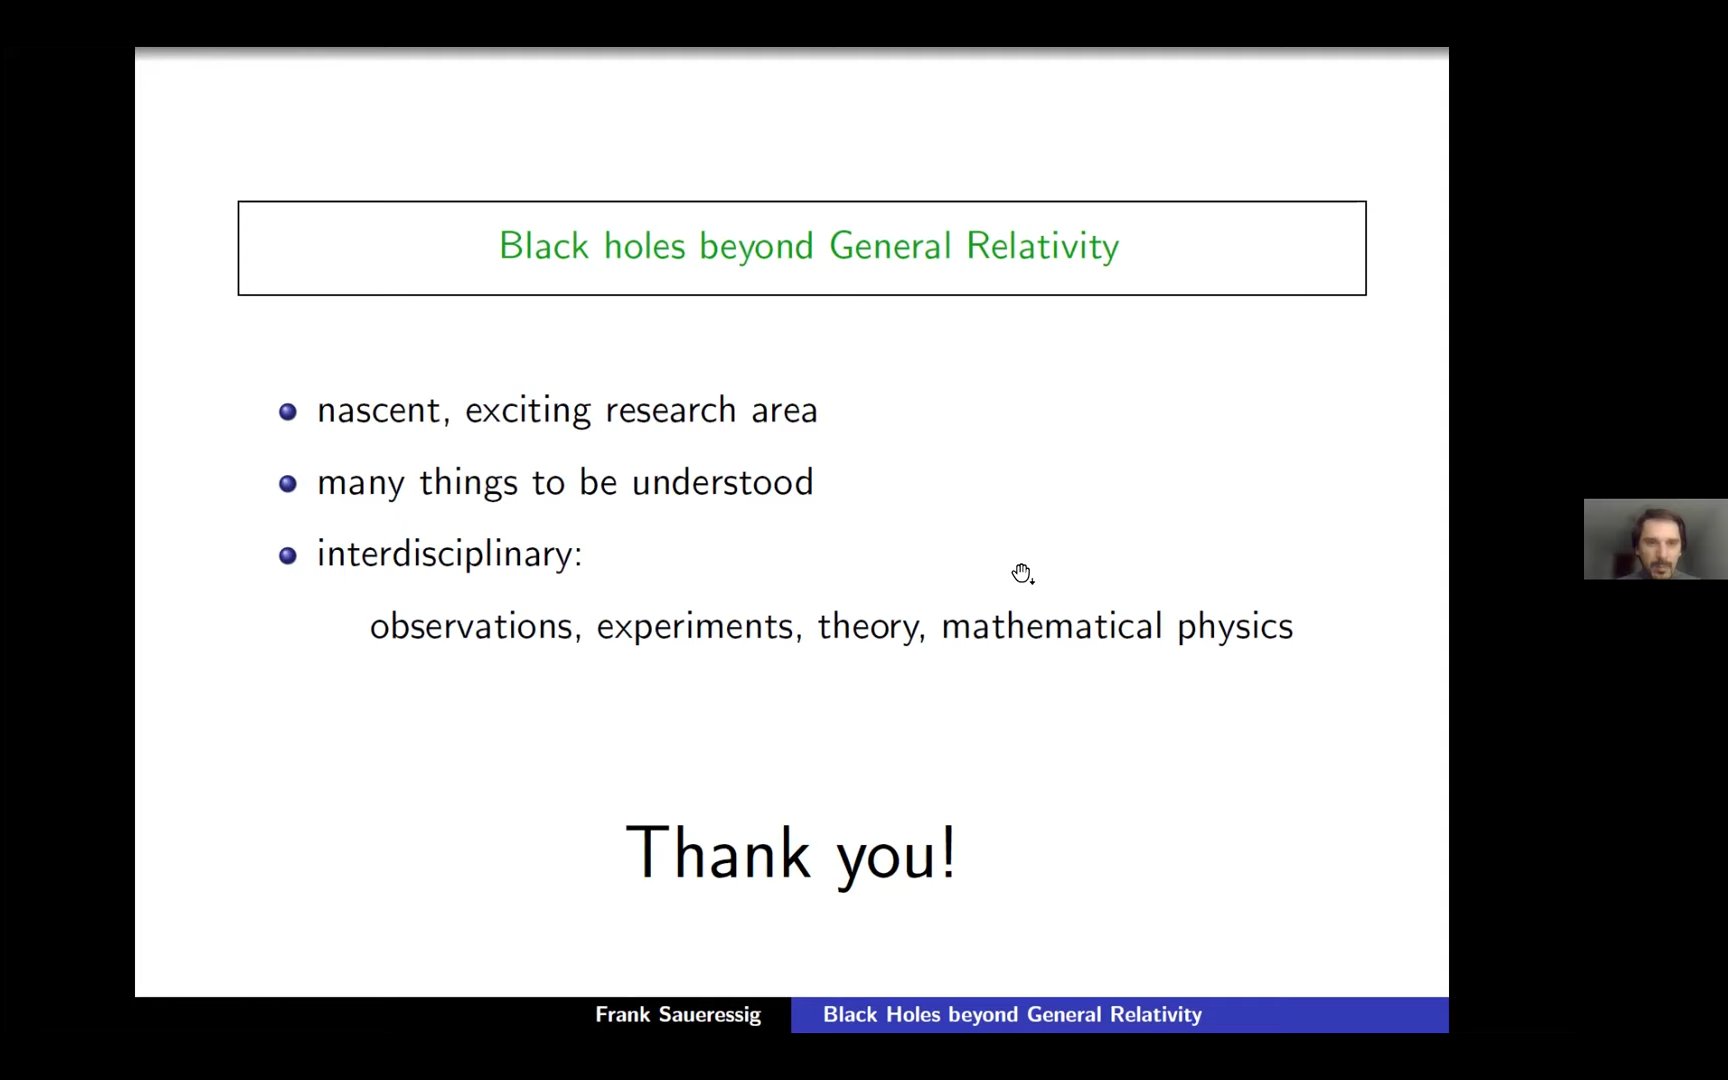 Black holes beyond General Relativity
nascent, exciting research area
many things to be understood
interdisciplinary:
observations, experiments, theory, mathematical physics
Thank you!
Frank Saueressig
Black Holes beyond General Relativity